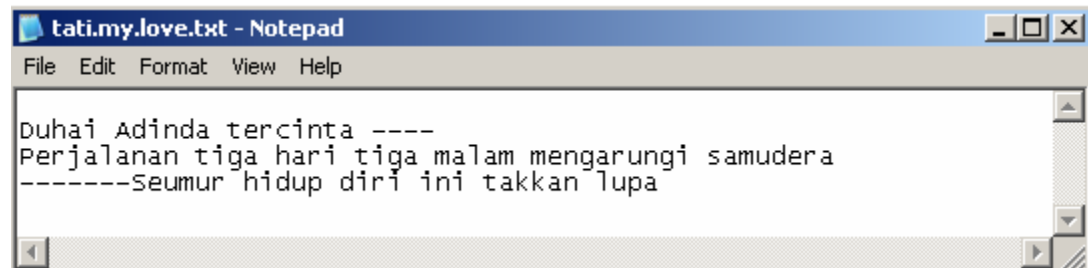 tati.my.love.txt - Notepad
File Edit Format View Help
Duhai Adinda tercinta ----
Perjalanan tiga hari tiga malam mengarungi samudera
-------Seumur hidup diri ini takkan lupa